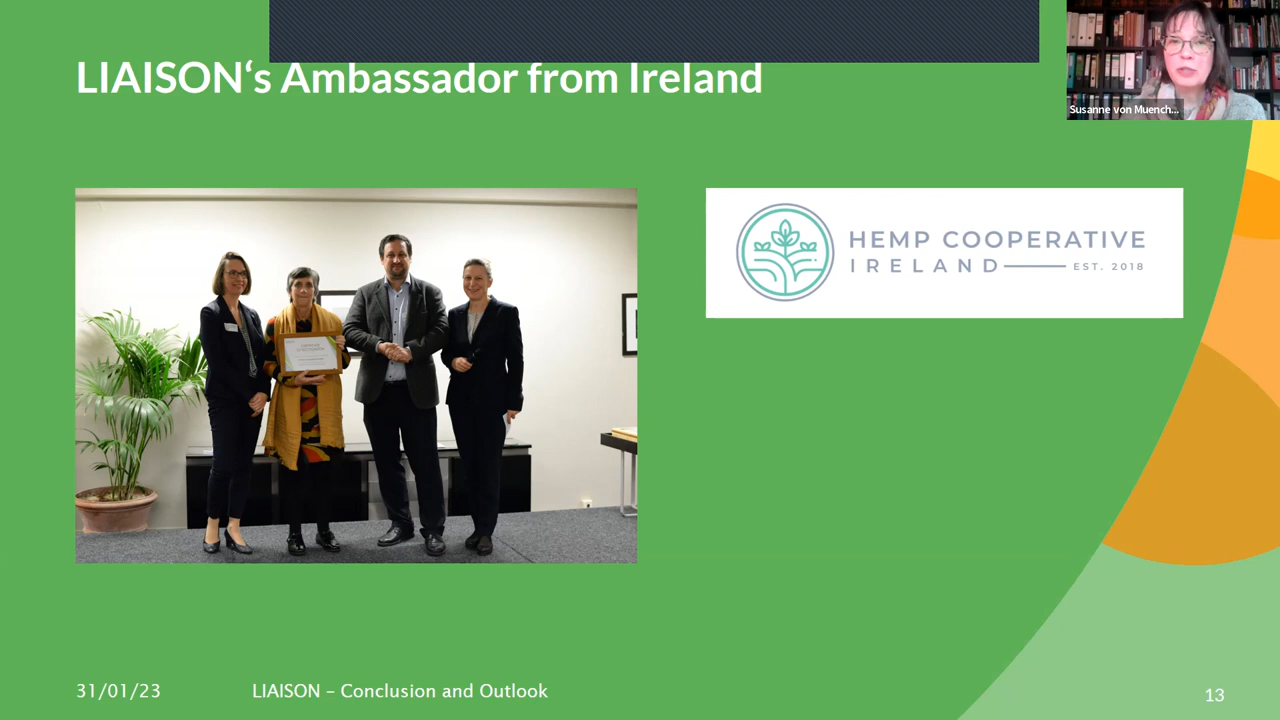 LIAISON‘s Ambassador from Ireland
Susanne von Muench...
HEMP COOPERATIVE
IRELAND
EST. 2018
31/01/23
LIAISON – Conclusion and Outlook
13